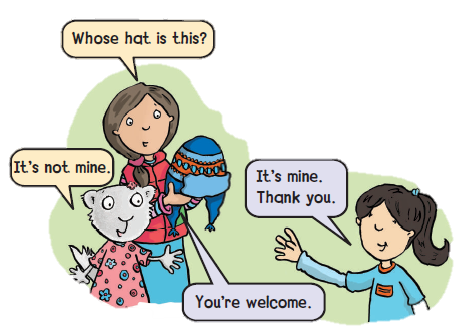 Whose hat is this?
It's not mine.
It's mine.
Thank you.
You're welcome.